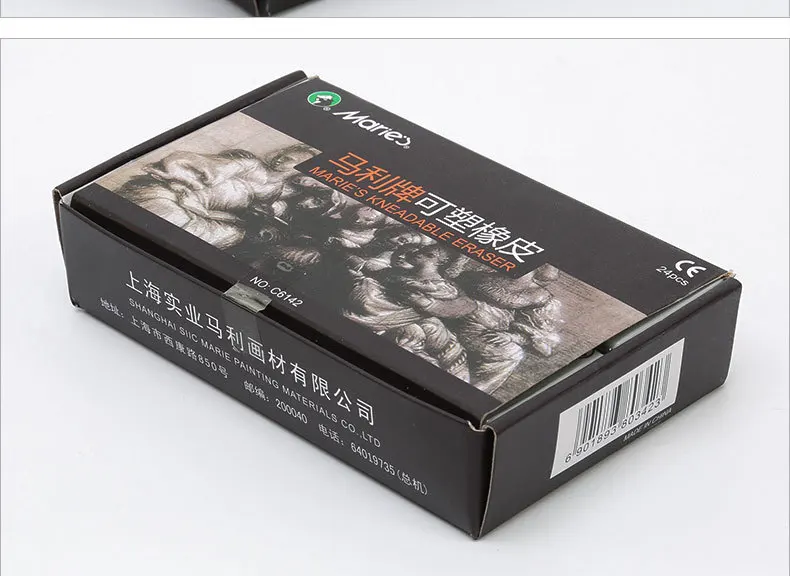 Marie's
马利牌可塑橡皮
MARIE'S KNEADABLE ERASER
CE
24pcs
NO: C6142
上海实业马利画材有限公司
SHANGHAI SIIC MARIE PAINTING MATERIALS CO.,LTD
地址: 上海市西康路850号 邮编: 200040 电话: 64019735(总机)
6 901893 803423
MADE IN CHINA